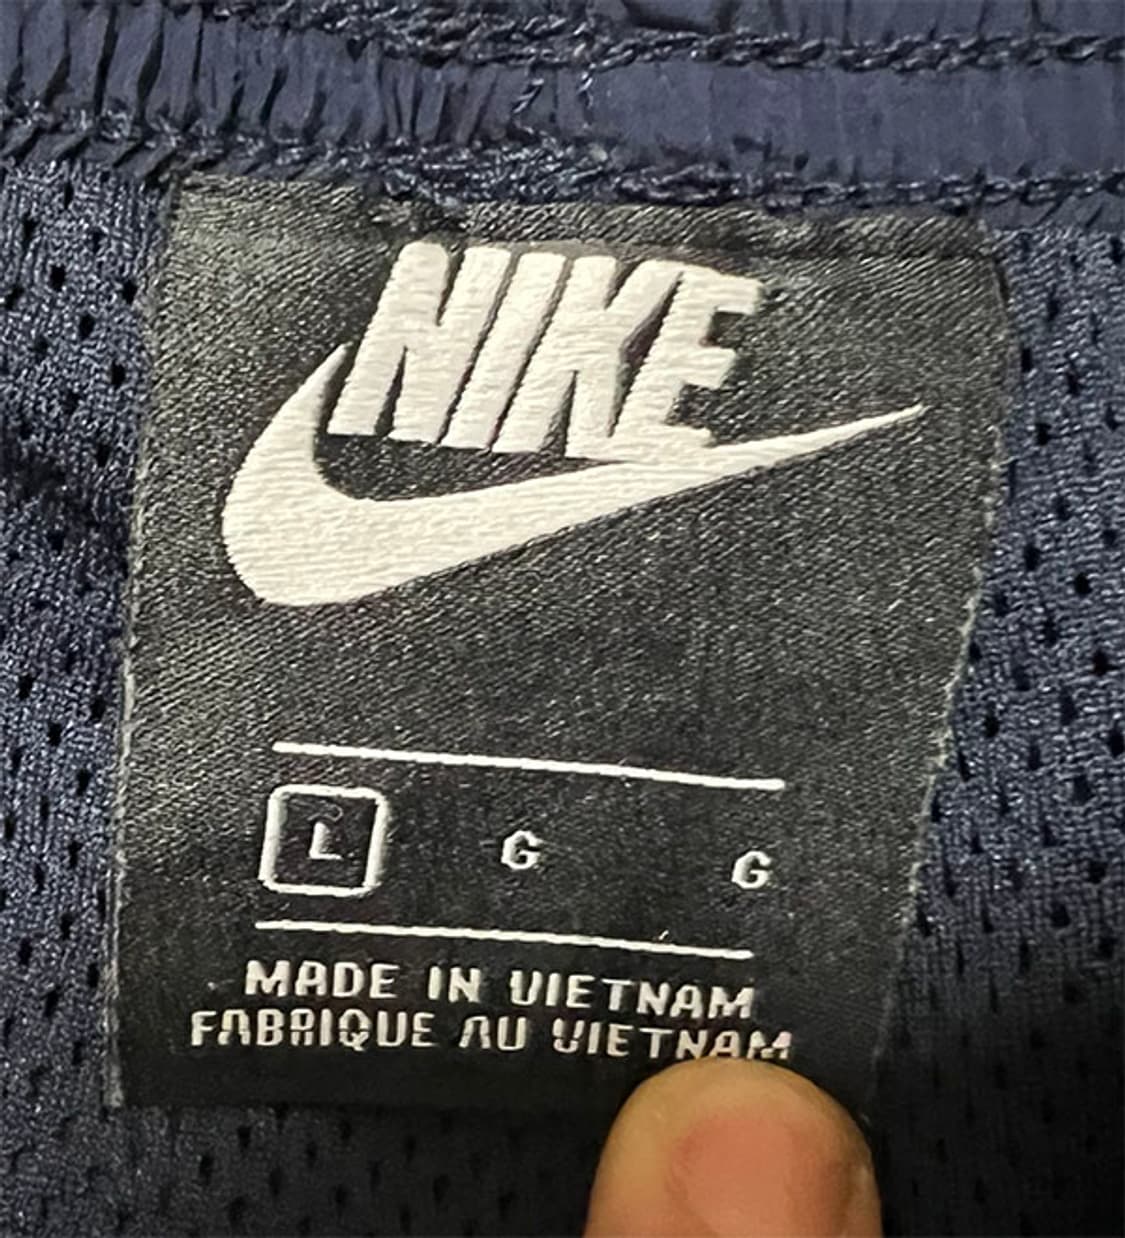 NIKE
L G G
MADE IN VIETNAM
FABRIQUE AU VIETNAM